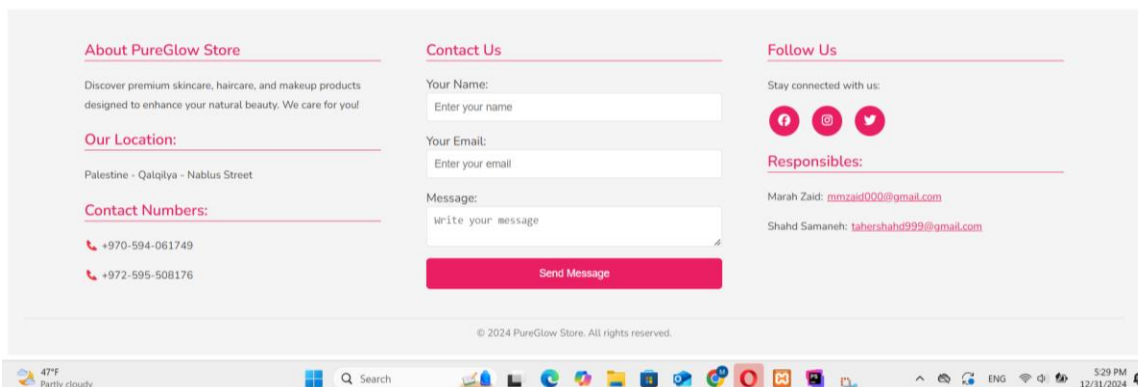 About PureGlow Store
Discover premium skincare, haircare, and makeup products
designed to enhance your natural beauty. We care for you!
Our Location:
Palestine - Qalqilya - Nablus Street
Contact Numbers:
+970-594-061749
+972-595-508176
Contact Us
Your Name:
Enter your name
Your Email:
Enter your email
Message:
Write your message
Send Message
Follow Us
Stay connected with us:
Responsibles:
Marah Zaid: mmzaid000@gmail.com
Shahd Samaneh: tahershahd999@gmail.com
© 2024 PureGlow Store. All rights reserved.
47°F
Partly cloudy
Search
ENG
5:29 PM
12/31/2024